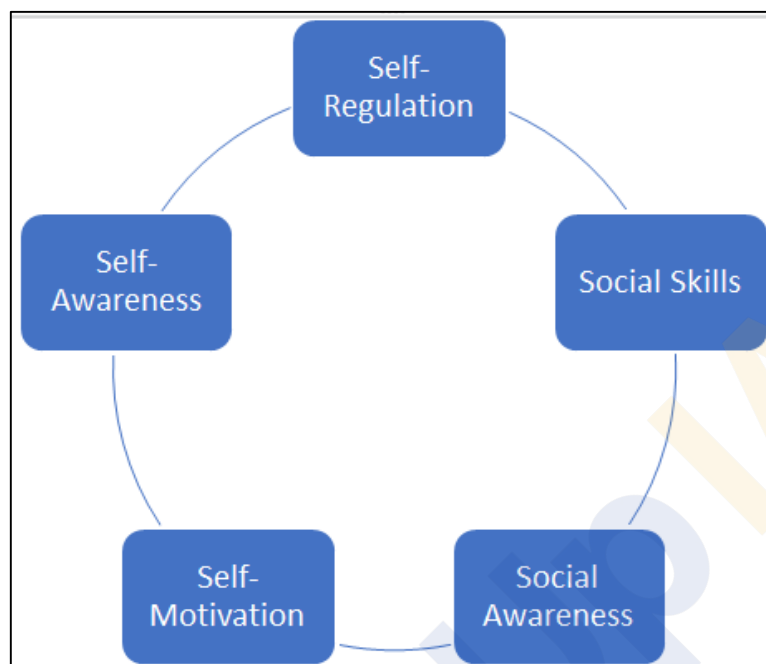 Self-
Regulation
Social Skills
Social
Awareness
Self-
Motivation
Self-
Awareness